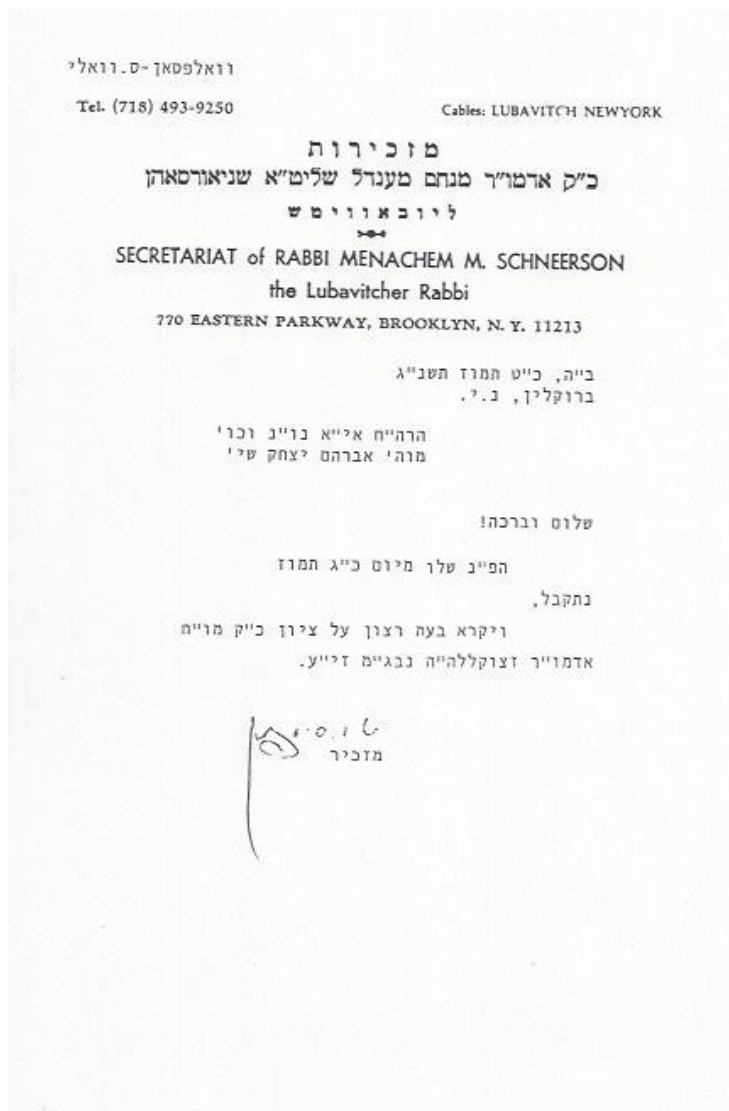 וואלפסאן-ס.וואלי
Tel. (718) 493-9250
Cables: LUBAVITCH NEWYORK
מזכירות
כ"ק אדמו"ר מנחם מענדל שליט"א שניאורסאהן
ליובאוויטש
SECRETARIAT of RABBI MENACHEM M. SCHNEERSON
the Lubavitcher Rabbi
770 EASTERN PARKWAY, BROOKLYN, N. Y. 11213
ב"ה, כ"ט תמוז תשנ"ג
ברוקלין, נ.י.
הרה"ח אי"א נו"נ וכו'
מוה' אברהם יצחק שי'
שלום וברכה!
הפ"נ שלו מיום כ"ג תמוז
נתקבל,
ויקרא בעת רצון על ציון כ"ק מו"ח
אדמו"ר זצוקללה"ה נבג"מ זי"ע.
מזכיר